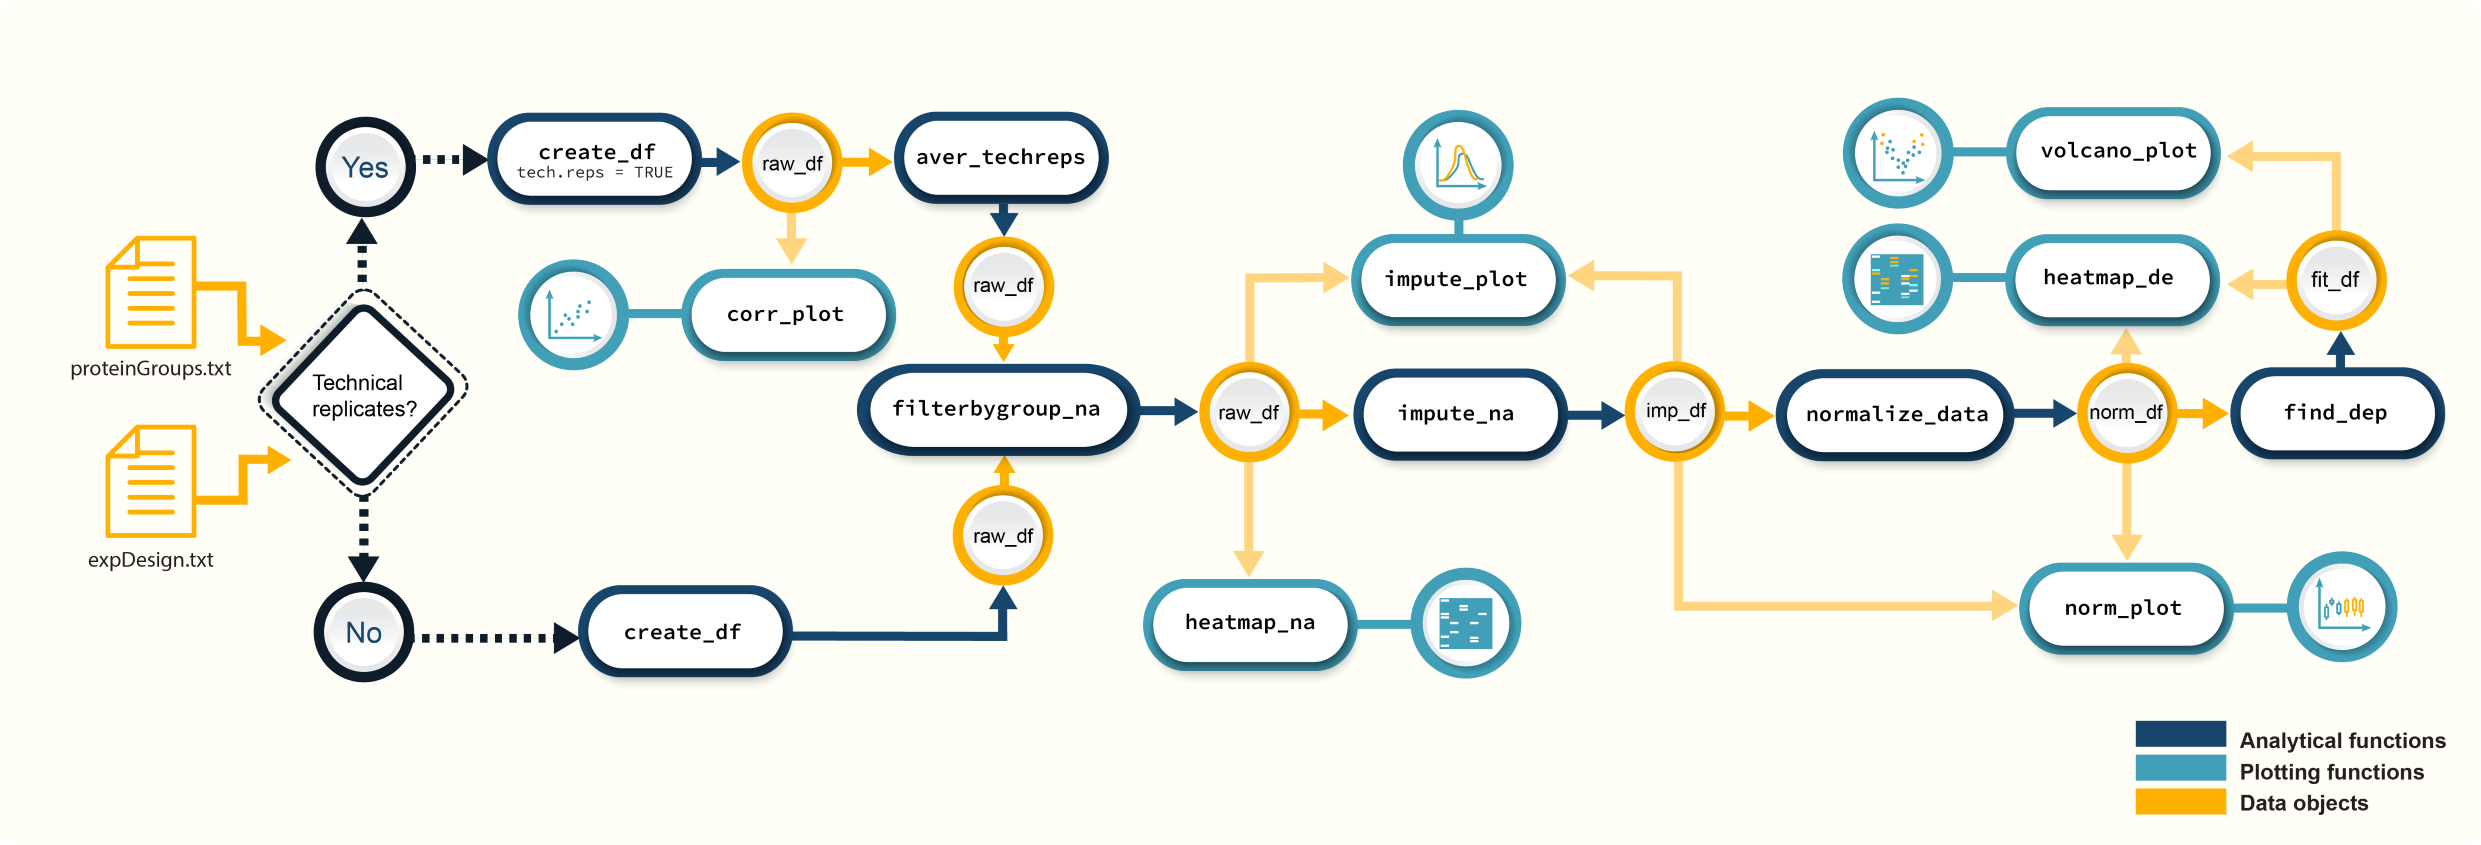 proteinGroups.txt
expDesign.txt
Technical
replicates?
Yes
No
create_df
tech.reps = TRUE
raw_df
aver_techreps
corr_plot
raw_df
filterbygroup_na
raw_df
create_df
raw_df
impute_plot
impute_na
heatmap_na
imp_df
normalize_data
norm_df
find_dep
fit_df
volcano_plot
heatmap_de
norm_plot
Analytical functions
Plotting functions
Data objects